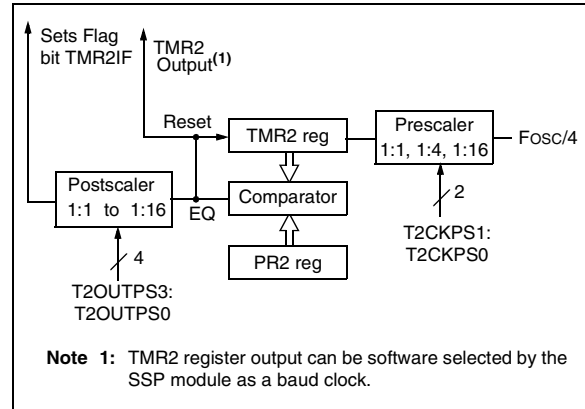 Sets Flag
bit TMR2IF
TMR2
Output(1)
Reset
TMR2 reg
Prescaler
1:1, 1:4, 1:16
FOSC/4
Postscaler
1:1 to 1:16
EQ
Comparator
2
4
PR2 reg
T2CKPS1:
T2CKPS0
T2OUTPS3:
T2OUTPS0
Note 1: TMR2 register output can be software selected by the
SSP module as a baud clock.